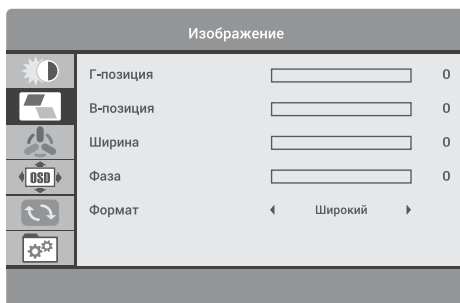 Изображение
Г-позиция 0
В-позиция 0
Ширина 0
Фаза 0
OSD
Формат Широкий